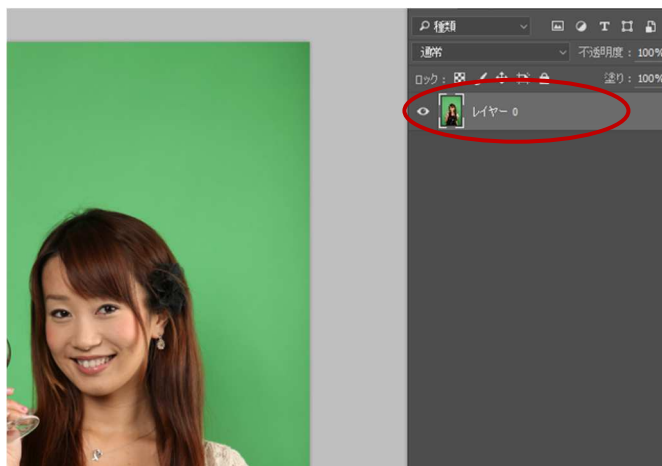 種類
通常
不透明度： 100%
ロック：
塗り： 100%
レイヤー 0